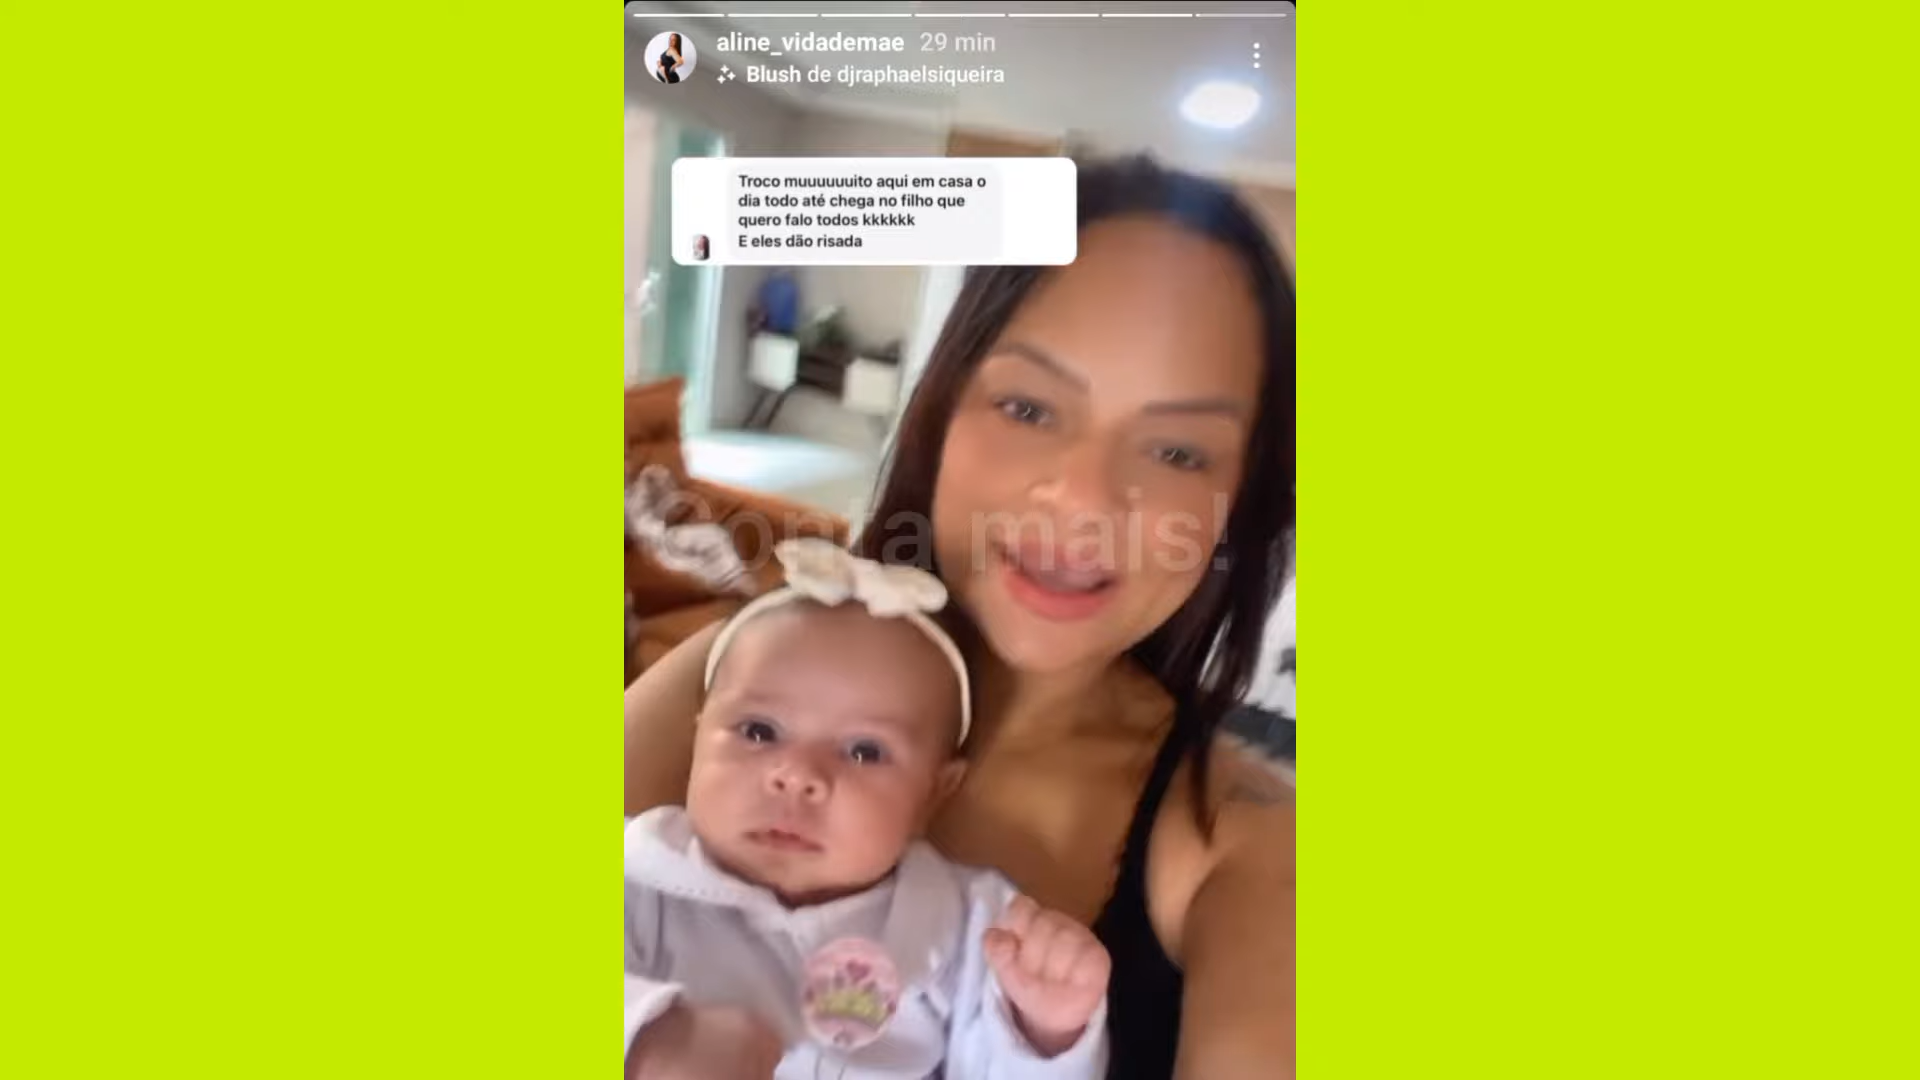 aline_vidademae 29 min
Blush de djraphaelsiqueira
Troco muuuuuuito aqui em casa o
dia todo até chega no filho que
quero falo todos kkkkkk
E eles dão risada
Conta mais!